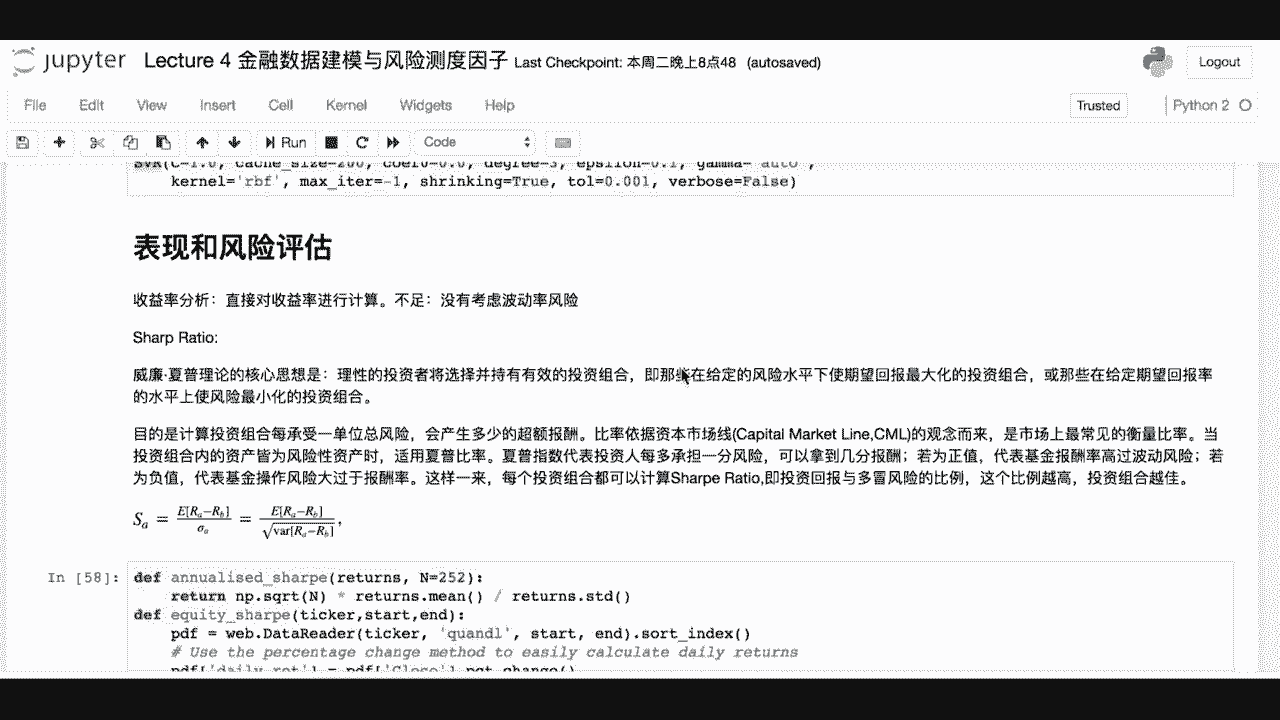 jupyter Lecture 4 金融数据建模与风险测度因子 Last Checkpoint: 本周二晚上8点48 (autosaved) Logout
File Edit View Insert Cell Kernel Widgets Help Trusted Python 2
Run Code
SVR(C=1.0, cache_size=200, coef0=0.0, degree=3, epsilon=0.1, gamma='auto',
kernel='rbf', max_iter=-1, shrinking=True, tol=0.001, verbose=False)
表现和风险评估
收益率分析：直接对收益率进行计算。不足：没有考虑波动率风险
Sharp Ratio:
威廉·夏普理论的核心思想是：理性的投资者将选择并持有有效的投资组合，即那些在给定的风险水平下使期望回报最大化的投资组合，或那些在给定期望回报率
的水平上使风险最小化的投资组合。
目的是计算投资组合每承受一单位总风险，会产生多少的超额报酬。比率依据资本市场线(Capital Market Line,CML)的观念而来，是市场上最常见的衡量比率。当
投资组合内的资产皆为风险性资产时，适用夏普比率。夏普指数代表投资人每多承担一分风险，可以拿到几分报酬；若为正值，代表基金报酬率高过波动风险；若
为负值，代表基金操作风险大过于报酬率。这样一来，每个投资组合都可以计算Sharpe Ratio,即投资回报与多冒风险的比例，这个比例越高，投资组合越佳。
S_a = E[R_a−R_b] / σ_a = E[R_a−R_b] / √var[R_a−R_b],
In [58]: def annualised_sharpe(returns, N=252):
return np.sqrt(N) * returns.mean() / returns.std()
def equity_sharpe(ticker,start,end):
pdf = web.DataReader(ticker, 'quandl', start, end).sort_index()
# Use the percentage change method to easily calculate daily returns
pdf['daily_ret'] = pdf['Close'].pct_change()